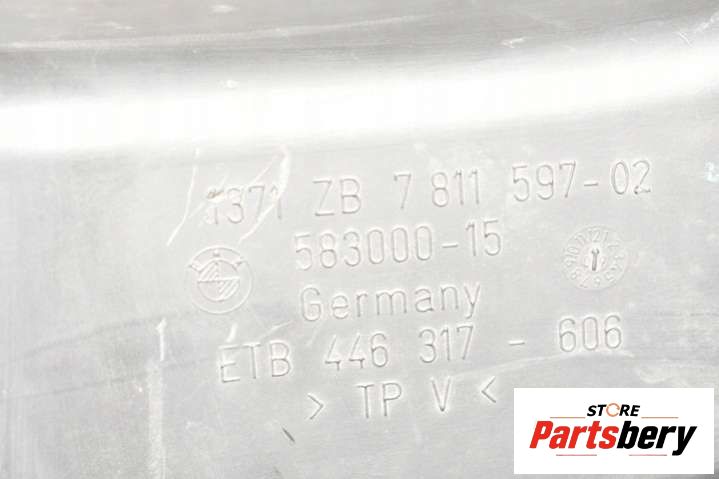 1371 ZB 7 811 597-02
583000-15
Germany
ETB 446 317 - 606
> TP V <
STORE
Partsbery